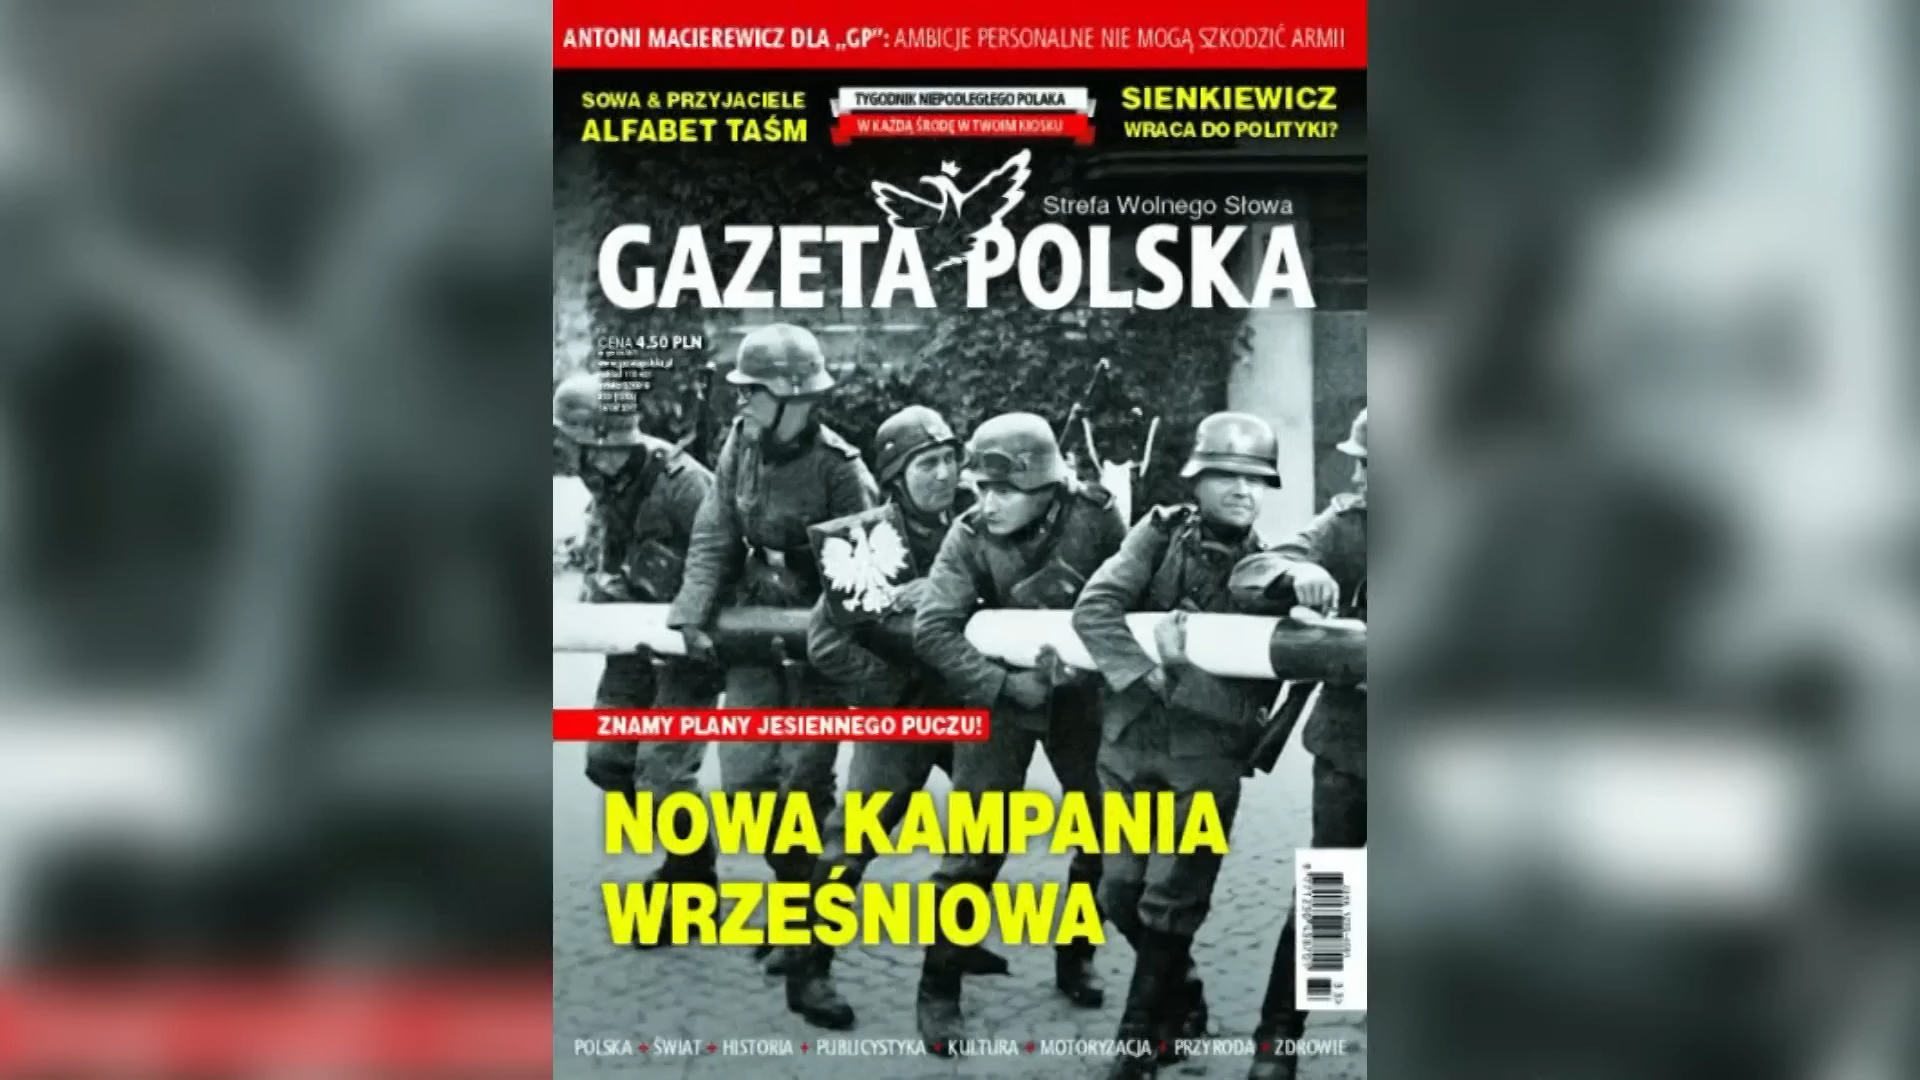 ANTONI MACIEREWICZ DLA „GP”: AMBICJE PERSONALNE NIE MOGĄ SZKODZIĆ ARMII
SOWA & PRZYJACIELE
ALFABET TAŚM
TYGODNIK NIEPODLEGŁEGO POLAKA
W KAŻDĄ ŚRODĘ W TWOIM KIOSKU
SIENKIEWICZ
WRACA DO POLITYKI?
Strefa Wolnego Słowa
GAZETA POLSKA
CENA 4.50 PLN
ZNAMY PLANY JESIENNEGO PUCZU!
NOWA KAMPANIA
WRZEŚNIOWA
POLSKA + ŚWIAT + HISTORIA + PUBLICYSTYKA + KULTURA + MOTORYZACJA + PRZYRODA + ZDROWIE